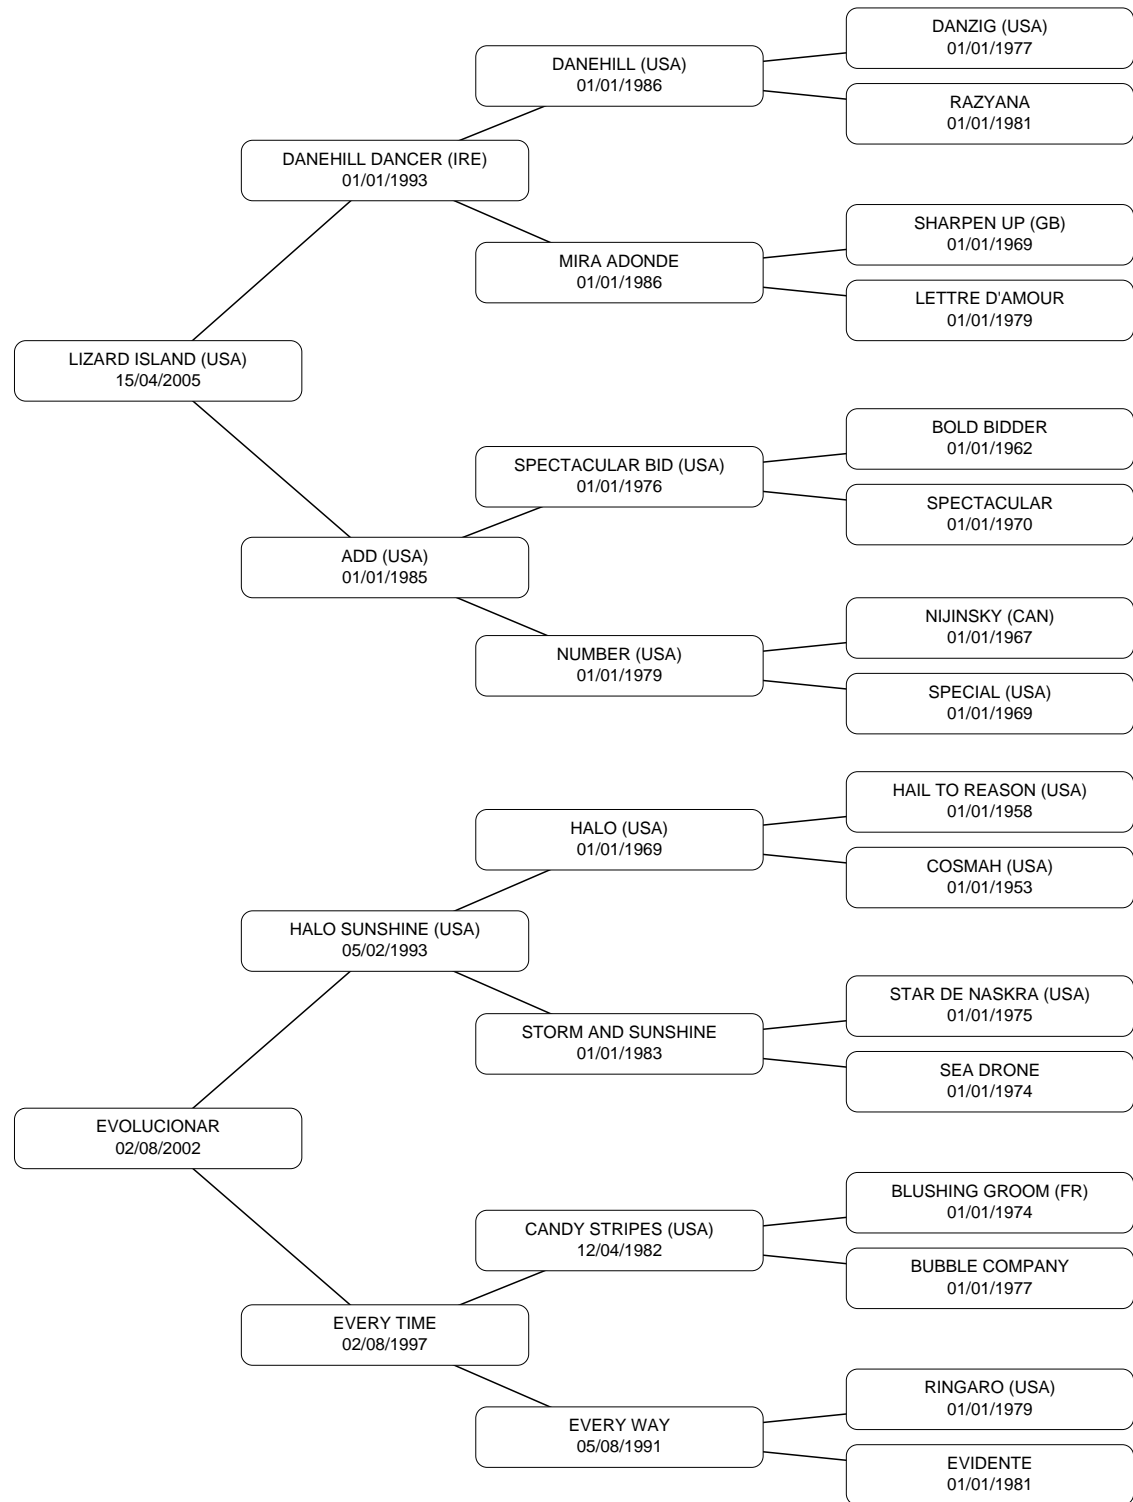 DANZIG (USA)
01/01/1977
DANEHILL (USA)
01/01/1986
RAZYANA
01/01/1981
DANEHILL DANCER (IRE)
01/01/1993
SHARPEN UP (GB)
01/01/1969
MIRA ADONDE
01/01/1986
LETTRE D'AMOUR
01/01/1979
LIZARD ISLAND (USA)
15/04/2005
BOLD BIDDER
01/01/1962
SPECTACULAR BID (USA)
01/01/1976
SPECTACULAR
01/01/1970
ADD (USA)
01/01/1985
NIJINSKY (CAN)
01/01/1967
NUMBER (USA)
01/01/1979
SPECIAL (USA)
01/01/1969
HAIL TO REASON (USA)
01/01/1958
HALO (USA)
01/01/1969
COSMAH (USA)
01/01/1953
HALO SUNSHINE (USA)
05/02/1993
STAR DE NASKRA (USA)
01/01/1975
STORM AND SUNSHINE
01/01/1983
SEA DRONE
01/01/1974
EVOLUCIONAR
02/08/2002
BLUSHING GROOM (FR)
01/01/1974
CANDY STRIPES (USA)
12/04/1982
BUBBLE COMPANY
01/01/1977
EVERY TIME
02/08/1997
RINGARO (USA)
01/01/1979
EVERY WAY
05/08/1991
EVIDENTE
01/01/1981